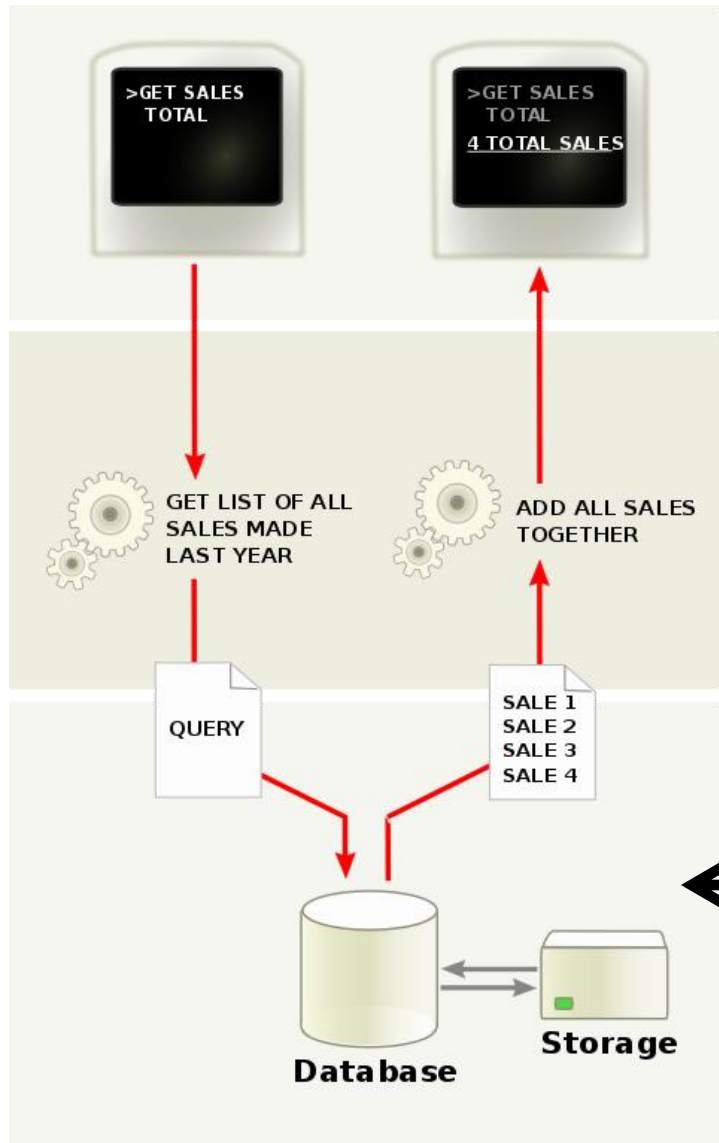 >GET SALES
TOTAL
>GET SALES
TOTAL
4 TOTAL SALES
GET LIST OF ALL
SALES MADE
LAST YEAR
ADD ALL SALES
TOGETHER
QUERY
SALE 1
SALE 2
SALE 3
SALE 4
Database
Storage